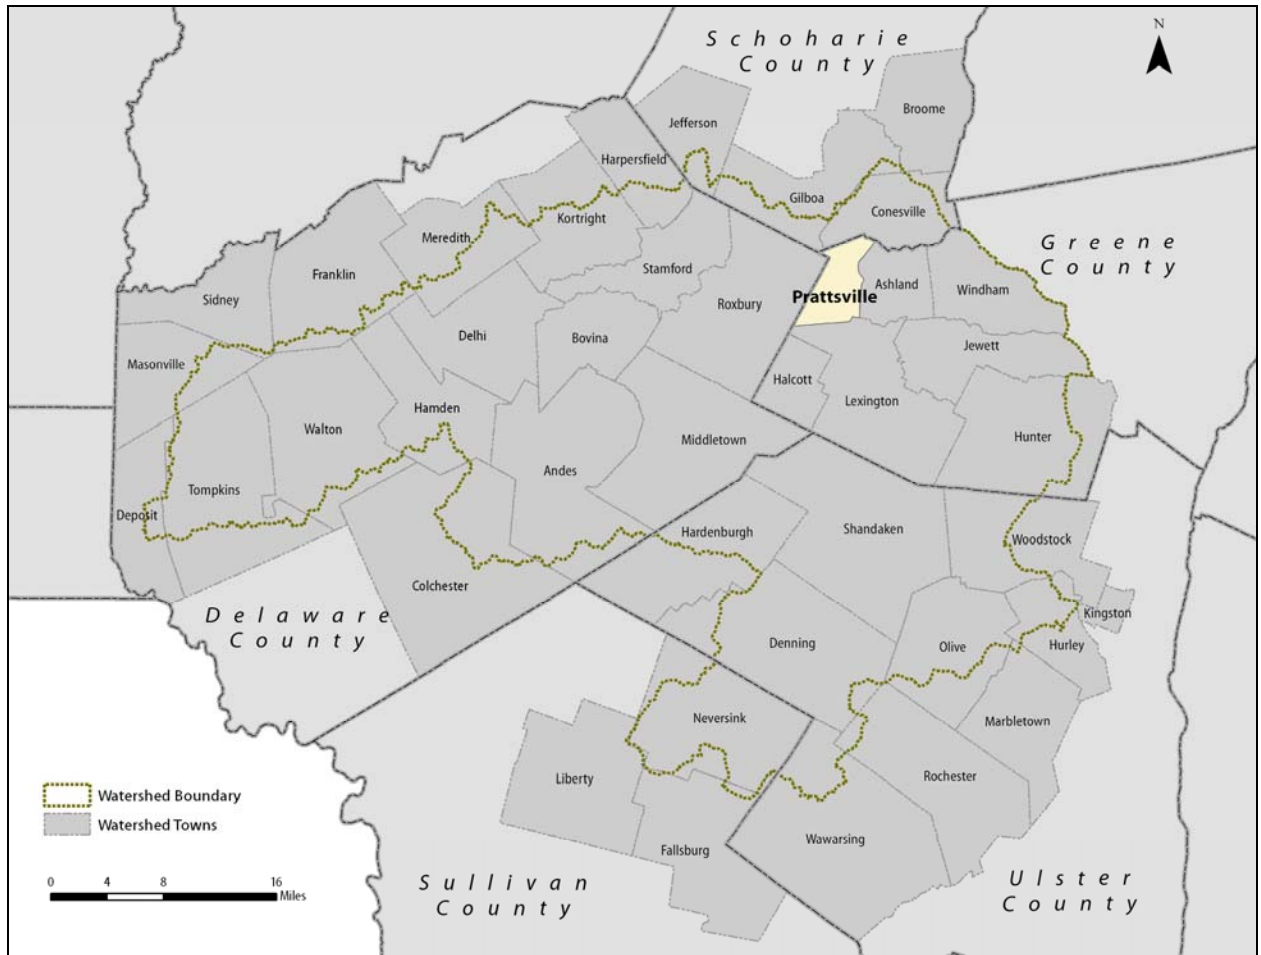 N
Schoharie
County
Broome
Jefferson
Harpersfield
Gilboa
Conesville
Kortright
Meredith
Greene
County
Stamford
Franklin
Ashland
Windham
Sidney
Roxbury
Prattsville
Delhi
Bovina
Jewett
Masonville
Halcott
Lexington
Hamden
Walton
Middletown
Hunter
Andes
Tompkins
Deposit
Hardenburgh
Shandaken
Woodstock
Colchester
Kingston
Delaware
County
Denning
Olive
Hurley
Neversink
Marbletown
Liberty
Rochester
Watershed Boundary
Watershed Towns
Wawarsing
Fallsburg
0 4 8 16
Miles
Sullivan
County
Ulster
County